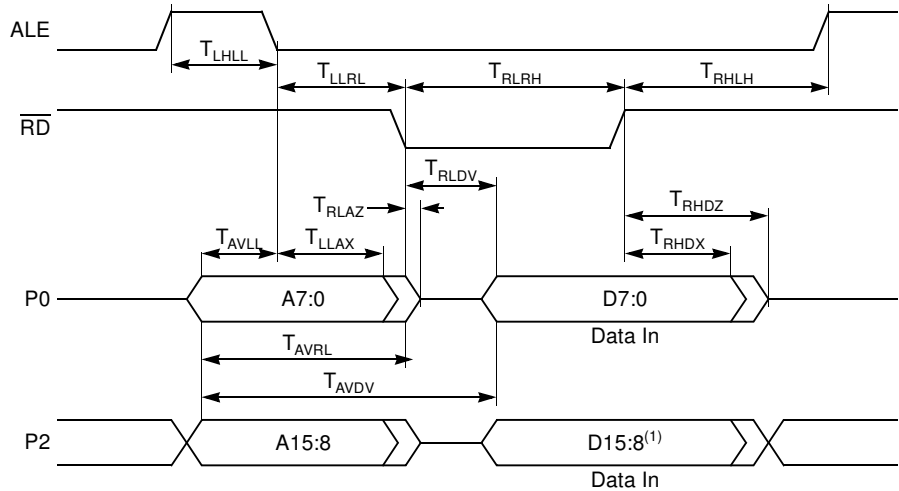 ALE
T_LHLL
T_LLRL
T_RLRH
T_RHLH
RD
T_RLDV
T_RLAZ
T_RHDZ
T_AVLL
T_LLAX
T_RHDX
P0
A7:0
D7:0
Data In
T_AVRL
T_AVDV
P2
A15:8
D15:8(1)
Data In